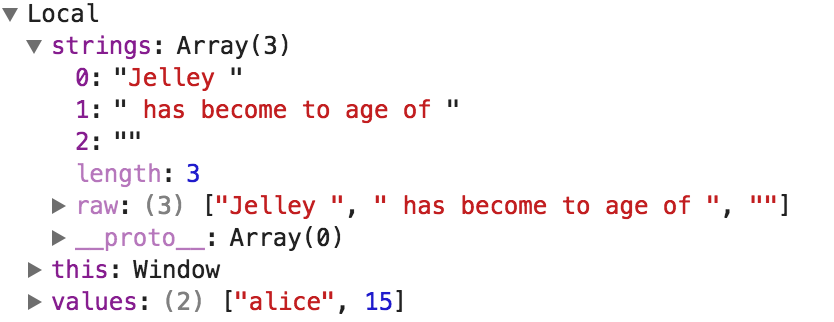 ▼ Local
▼ strings: Array(3)
0: "Jelley "
1: " has become to age of "
2: ""
length: 3
▶ raw: (3) ["Jelley ", " has become to age of ", ""]
▶ __proto__: Array(0)
▶ this: Window
▶ values: (2) ["alice", 15]